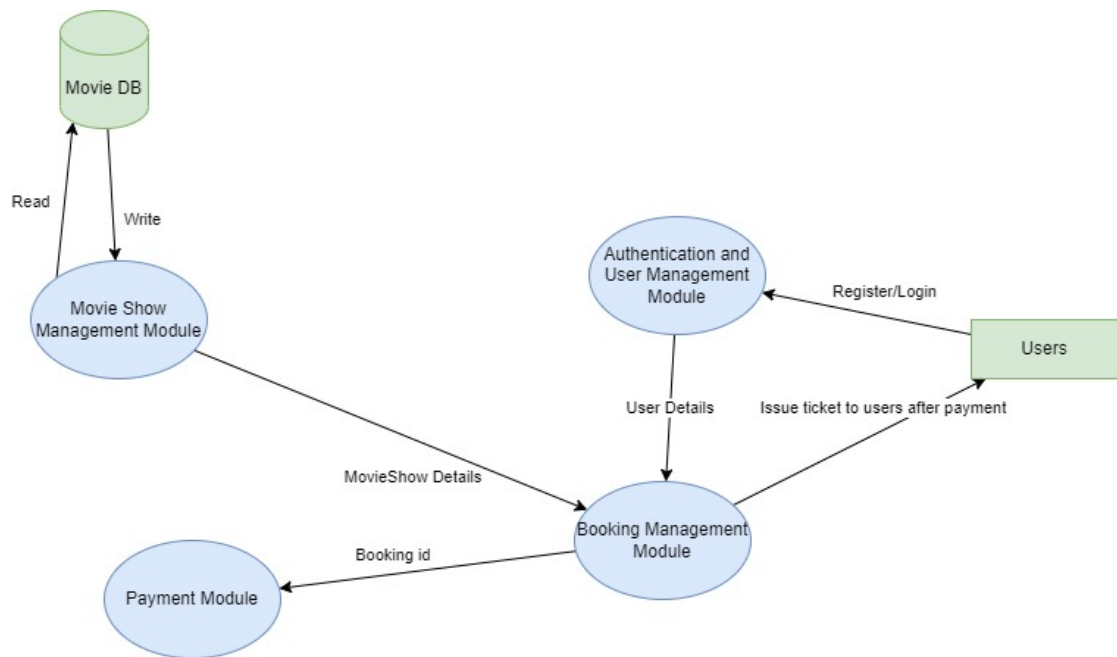 Movie DB
Read
Write
Movie Show
Management Module
Authentication and
User Management
Module
Register/Login
Users
User Details
Issue ticket to users after payment
MovieShow Details
Booking Management
Module
Booking id
Payment Module